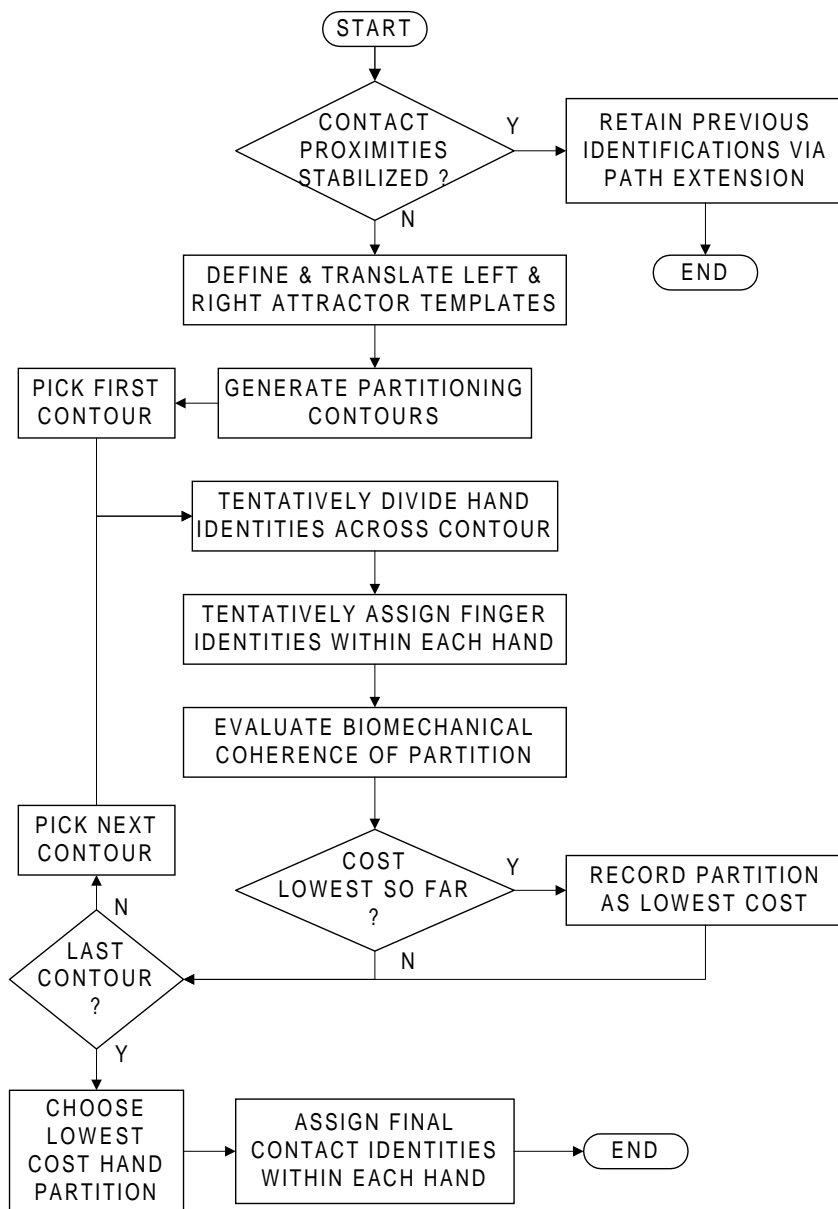 START
CONTACT
PROXIMITIES
STABILIZED ?
Y
RETAIN PREVIOUS
IDENTIFICATIONS VIA
PATH EXTENSION
N
END
DEFINE & TRANSLATE LEFT &
RIGHT ATTRACTOR TEMPLATES
PICK FIRST
CONTOUR
GENERATE PARTITIONING
CONTOURS
TENTATIVELY DIVIDE HAND
IDENTITIES ACROSS CONTOUR
TENTATIVELY ASSIGN FINGER
IDENTITIES WITHIN EACH HAND
EVALUATE BIOMECHANICAL
COHERENCE OF PARTITION
PICK NEXT
CONTOUR
COST
LOWEST SO FAR
?
Y
RECORD PARTITION
AS LOWEST COST
N
N
LAST
CONTOUR
?
Y
CHOOSE
LOWEST
COST HAND
PARTITION
ASSIGN FINAL
CONTACT IDENTITIES
WITHIN EACH HAND
END